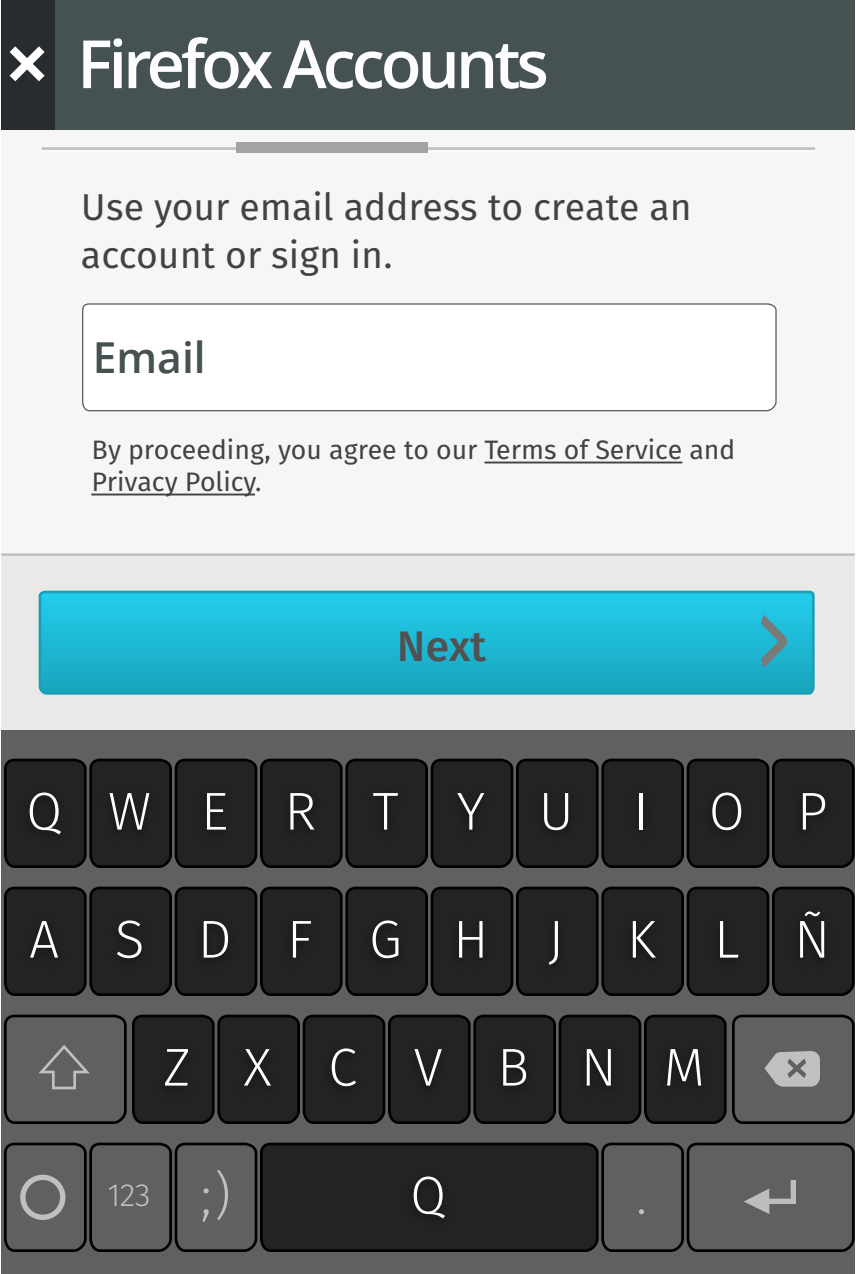 Firefox Accounts
Use your email address to create an
account or sign in.
Email
By proceeding, you agree to our Terms of Service and
Privacy Policy.
Next
Q W E R T Y U I O P
A S D F G H J K L Ñ
Z X C V B N M
123 ;) Q .